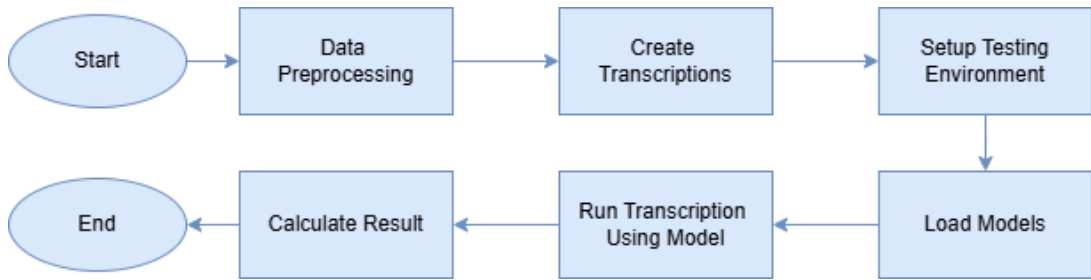 Start
Data
Preprocessing
Create
Transcriptions
Setup Testing
Environment
Load Models
Run Transcription
Using Model
Calculate Result
End